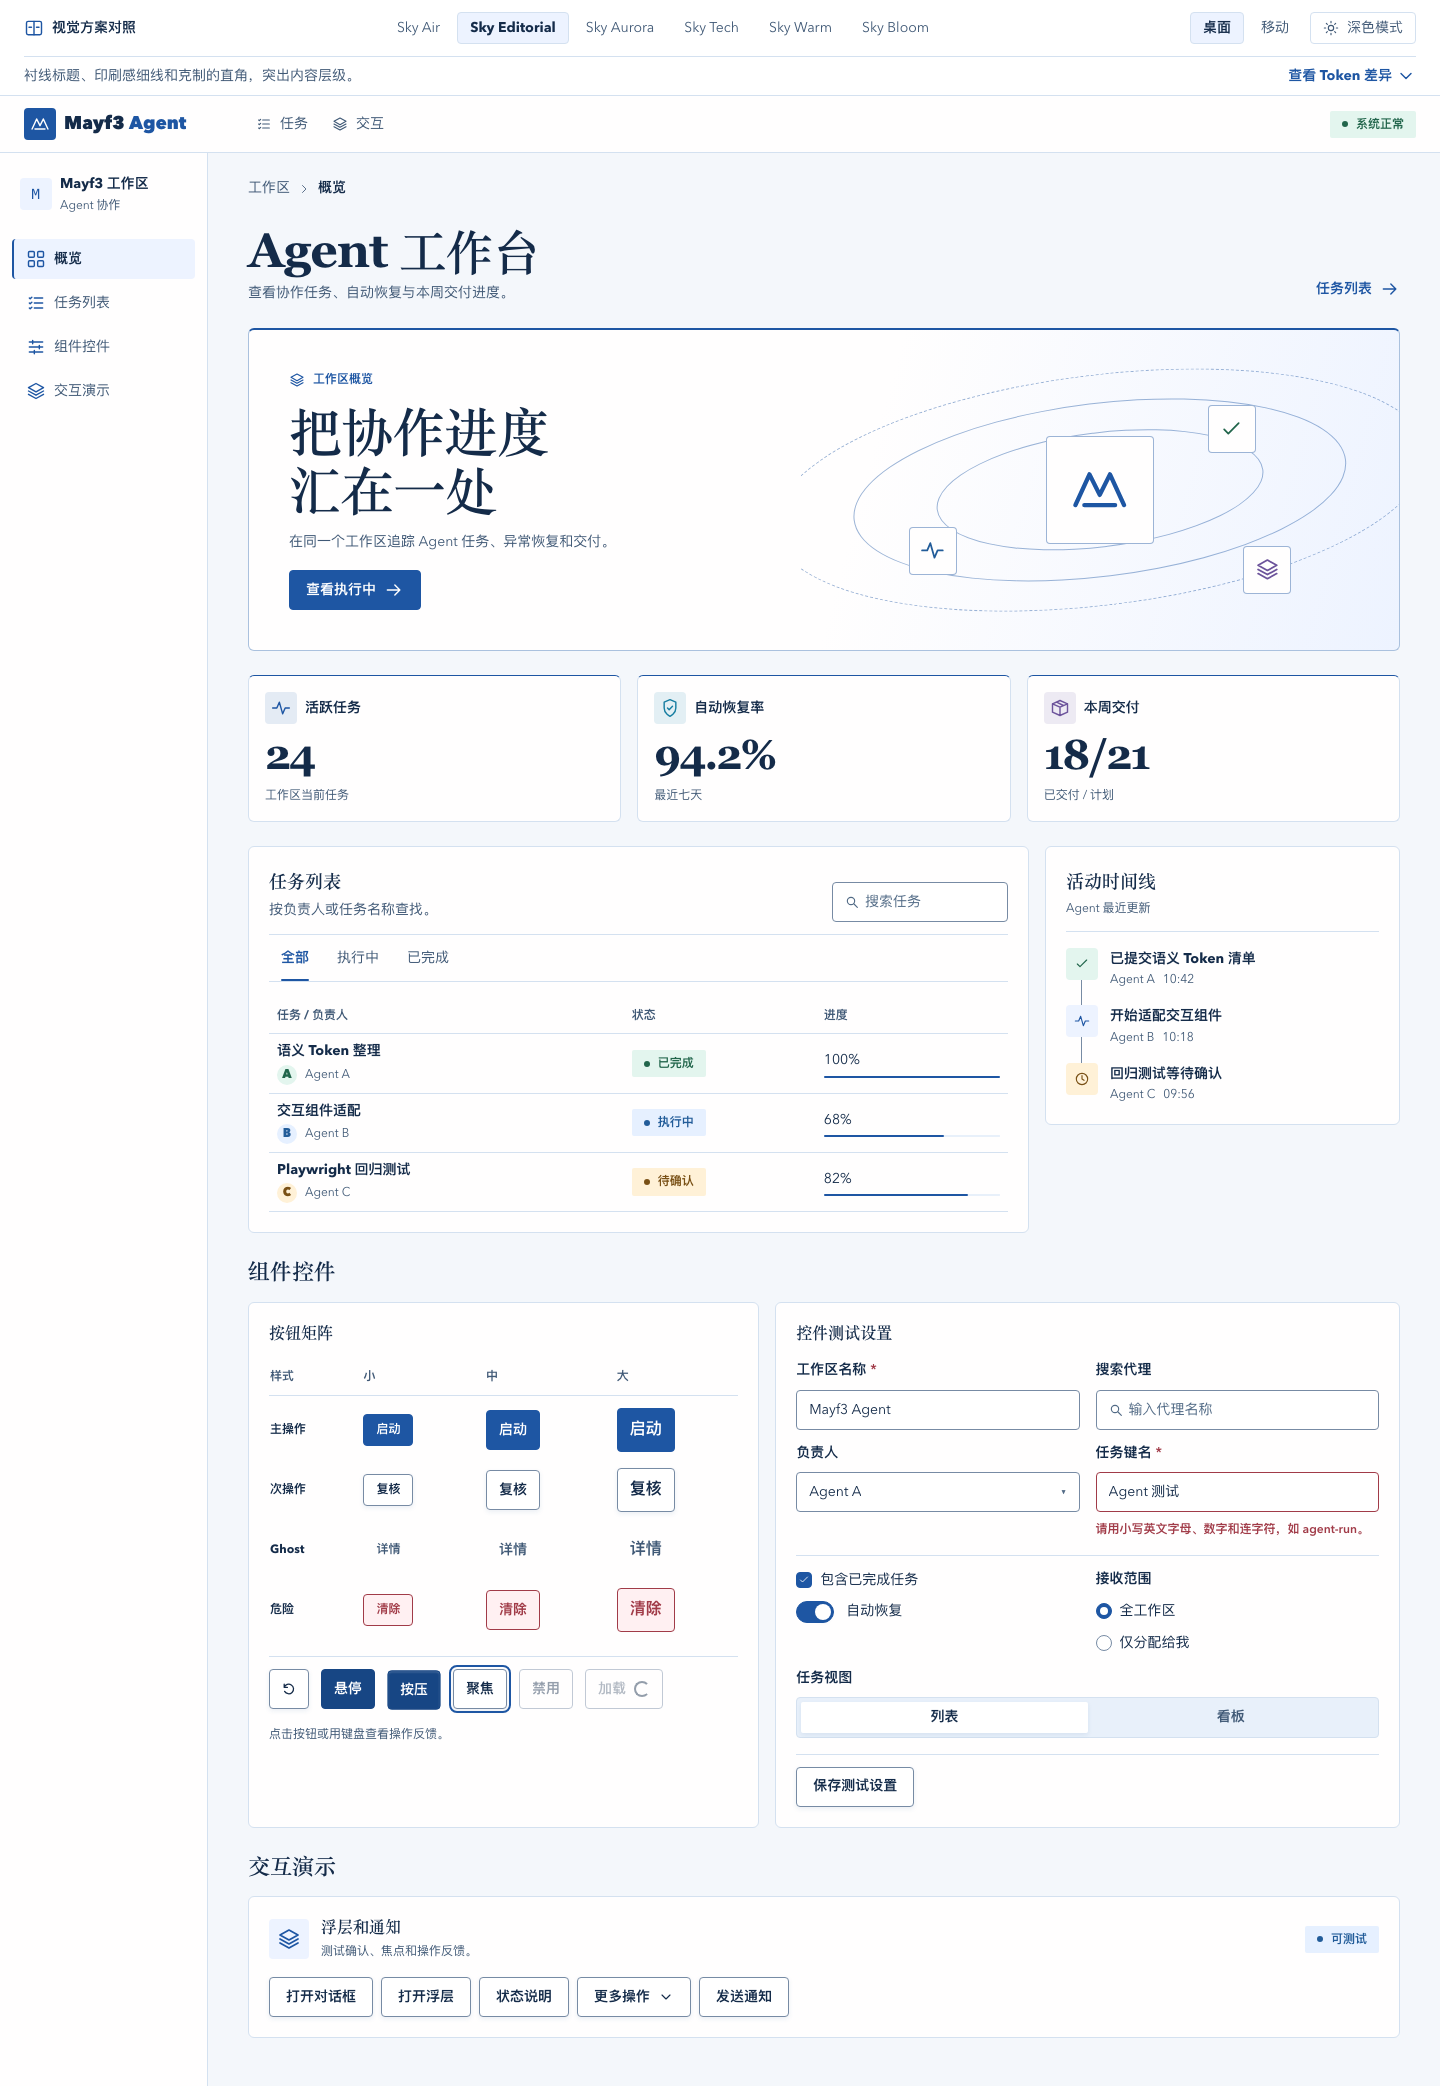 视觉方案对照
Sky Air
Sky Editorial
Sky Aurora
Sky Tech
Sky Warm
Sky Bloom
桌面
移动
深色模式
衬线标题、印刷感细线和克制的直角，突出内容层级。
查看 Token 差异
Mayf3 Agent
任务
交互
系统正常
M
Mayf3 工作区
Agent 协作
概览
任务列表
组件控件
交互演示
工作区 > 概览
Agent 工作台
查看协作任务、自动恢复与本周交付进度。
任务列表
工作区概览
把协作进度
汇在一处
在同一个工作区追踪 Agent 任务、异常恢复和交付。
查看执行中
活跃任务
24
工作区当前任务
自动恢复率
94.2%
最近七天
本周交付
18/21
已交付 / 计划
任务列表
按负责人或任务名称查找。
搜索任务
全部
执行中
已完成
任务 / 负责人
状态
进度
语义 Token 整理
A
Agent A
已完成
100%
交互组件适配
B
Agent B
执行中
68%
Playwright 回归测试
C
Agent C
待确认
82%
活动时间线
Agent 最近更新
已提交语义 Token 清单
Agent A 10:42
开始适配交互组件
Agent B 10:18
回归测试等待确认
Agent C 09:56
组件控件
按钮矩阵
样式
小
中
大
主操作
启动
启动
启动
次操作
复核
复核
复核
Ghost
详情
详情
详情
危险
清除
清除
清除
悬停
按压
聚焦
禁用
加载
点击按钮或用键盘查看操作反馈。
控件测试设置
工作区名称 *
Mayf3 Agent
搜索代理
输入代理名称
负责人
Agent A
任务键名 *
Agent 测试
请用小写英文字母、数字和连字符，如 agent-run。
包含已完成任务
自动恢复
接收范围
全工作区
仅分配给我
任务视图
列表
看板
保存测试设置
交互演示
浮层和通知
测试确认、焦点和操作反馈。
可测试
打开对话框
打开浮层
状态说明
更多操作
发送通知